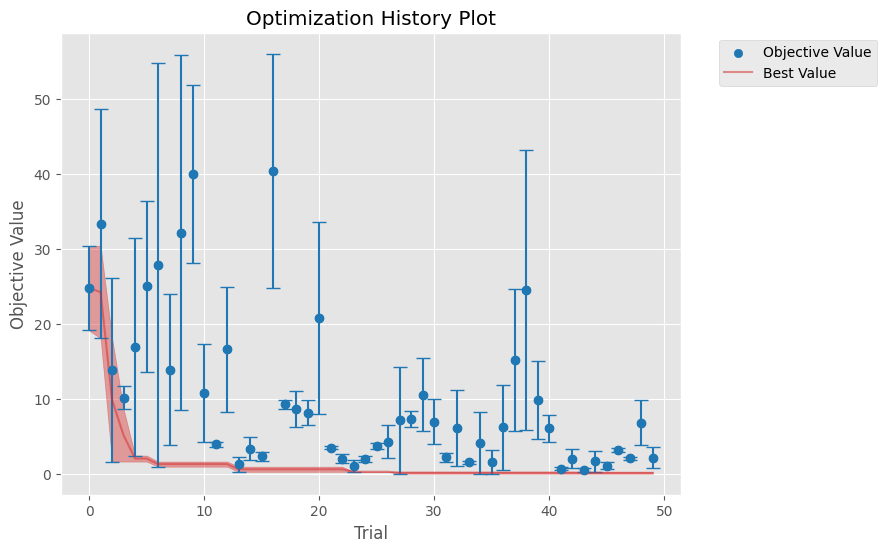 Optimization History Plot
Objective Value
Best Value
50
40
30
20
10
0
Objective Value
0 10 20 30 40 50
Trial